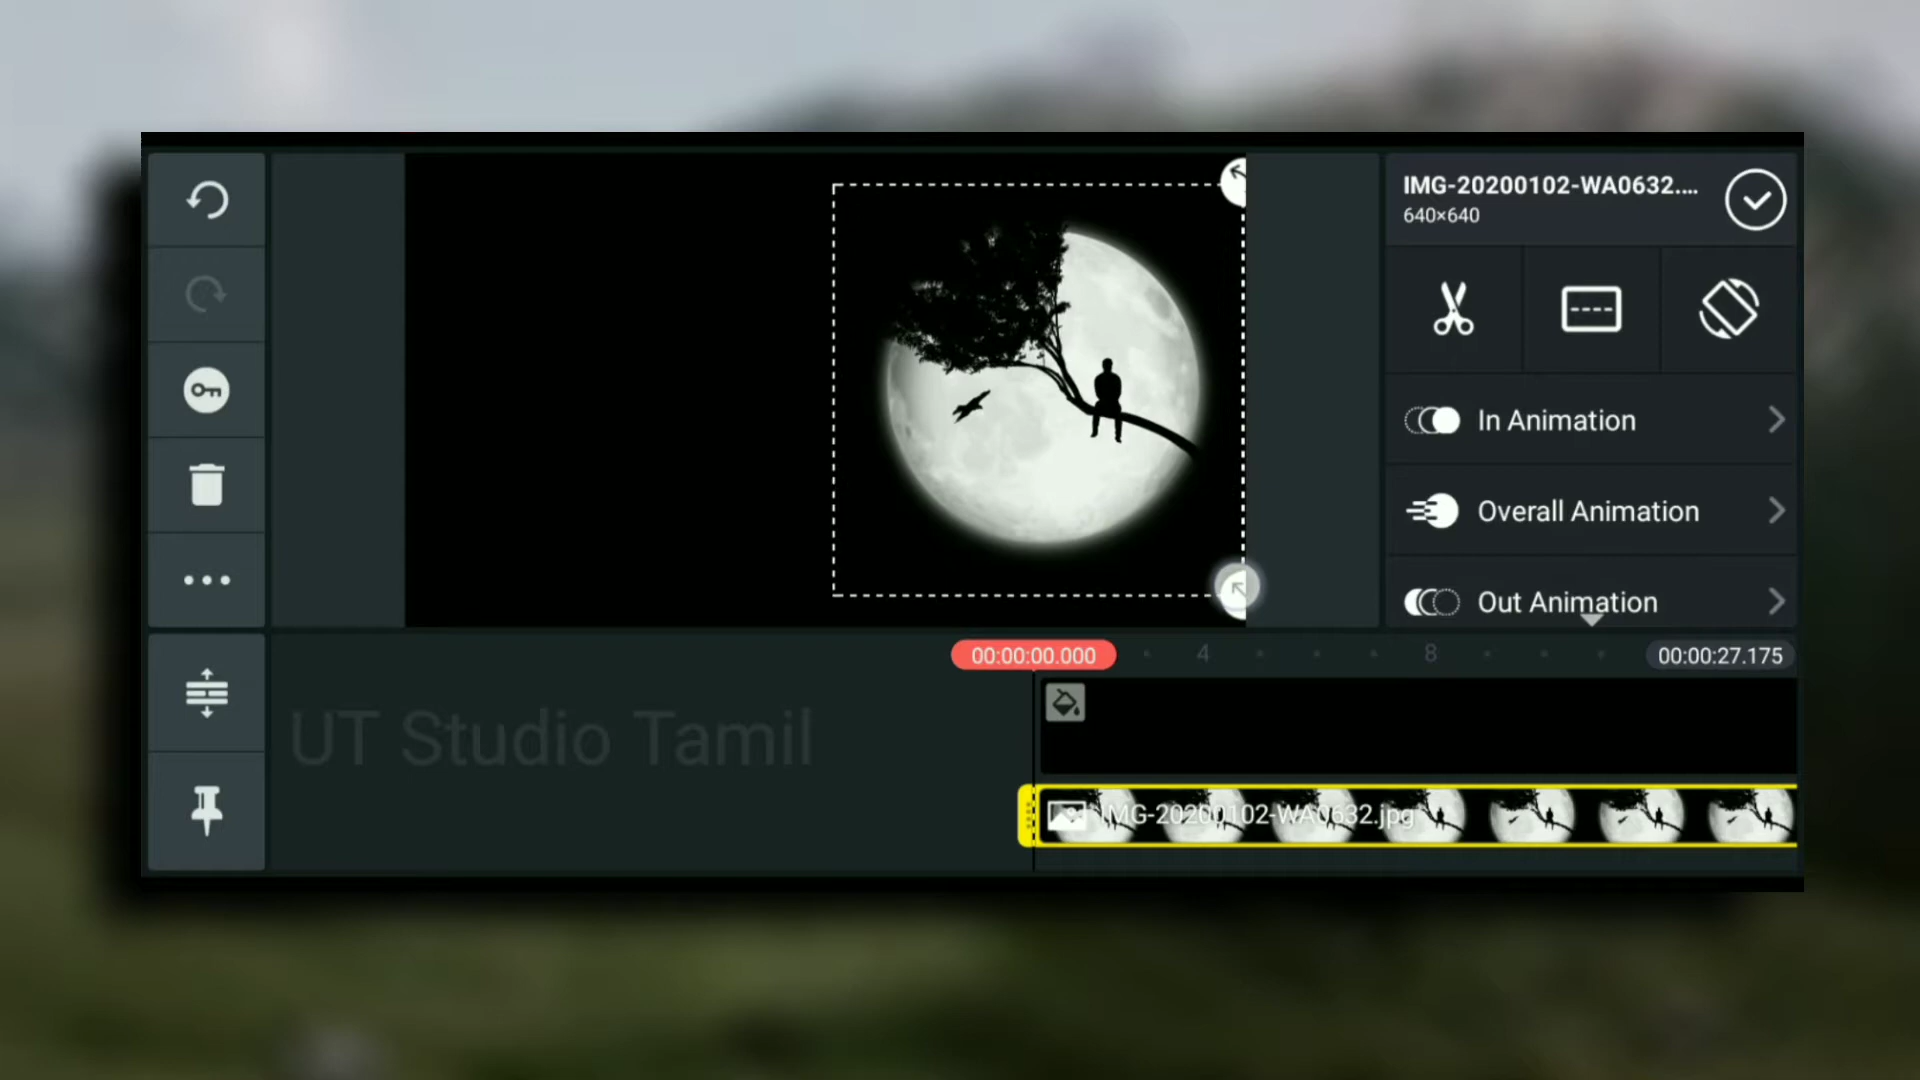 IMG-20200102-WA0632....
640×640
In Animation
Overall Animation
Out Animation
00:00:00.000
4
8
00:00:27.175
UT Studio Tamil
IMG-20200102-WA0632.jpg